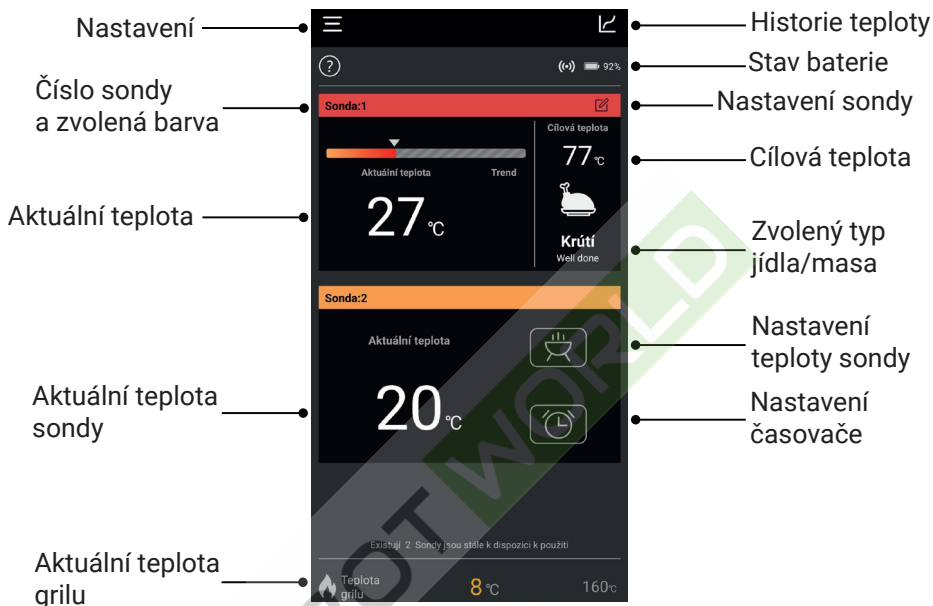 Nastavení
Historie teploty
92%
Stav baterie
Číslo sondy
a zvolená barva
Sonda:1
Nastavení sondy
Cílová teplota
77 °C
Cílová teplota
Aktuální teplota
Trend
Aktuální teplota
27 °C
Krútí
Well done
Zvolený typ
jídla/masa
Sonda:2
Aktuální teplota
Nastavení
teploty sondy
Aktuální teplota
sondy
20 °C
Nastavení
časovače
Existují 2 Sondy jsou stále k dispozici k použití
Aktuální teplota
grilu
Teplota
grilu
8 °C
160°C
OT WORLD